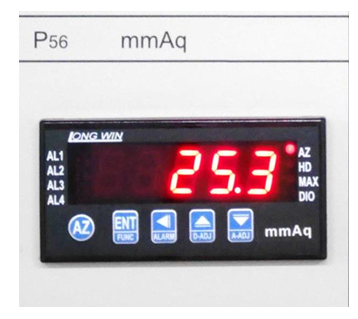 P56 mmAq
LONG WIN
AL1 AZ
AL2 HD
AL3 MAX
AL4 DIO
25.3
AZ ENT mmAq
FUNC ALARM D-ADJ A-ADJ